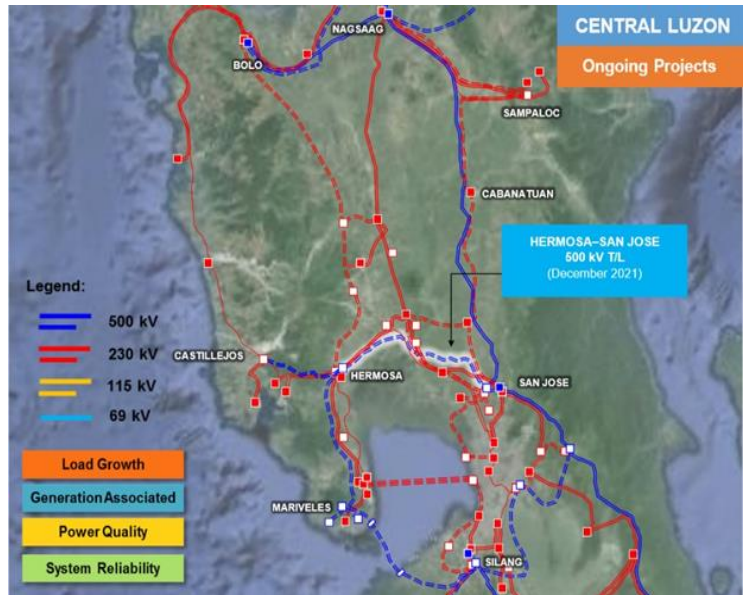 CENTRAL LUZON
Ongoing Projects
NAGSAAG
BOLO
SAMPALOC
CABANATUAN
HERMOSA–SAN JOSE
500 kV T/L
(December 2021)
Legend:
500 kV
230 kV
115 kV
69 kV
CASTILLEJOS
HERMOSA
SAN JOSE
Load Growth
Generation Associated
Power Quality
System Reliability
MARIVELES
SILANG